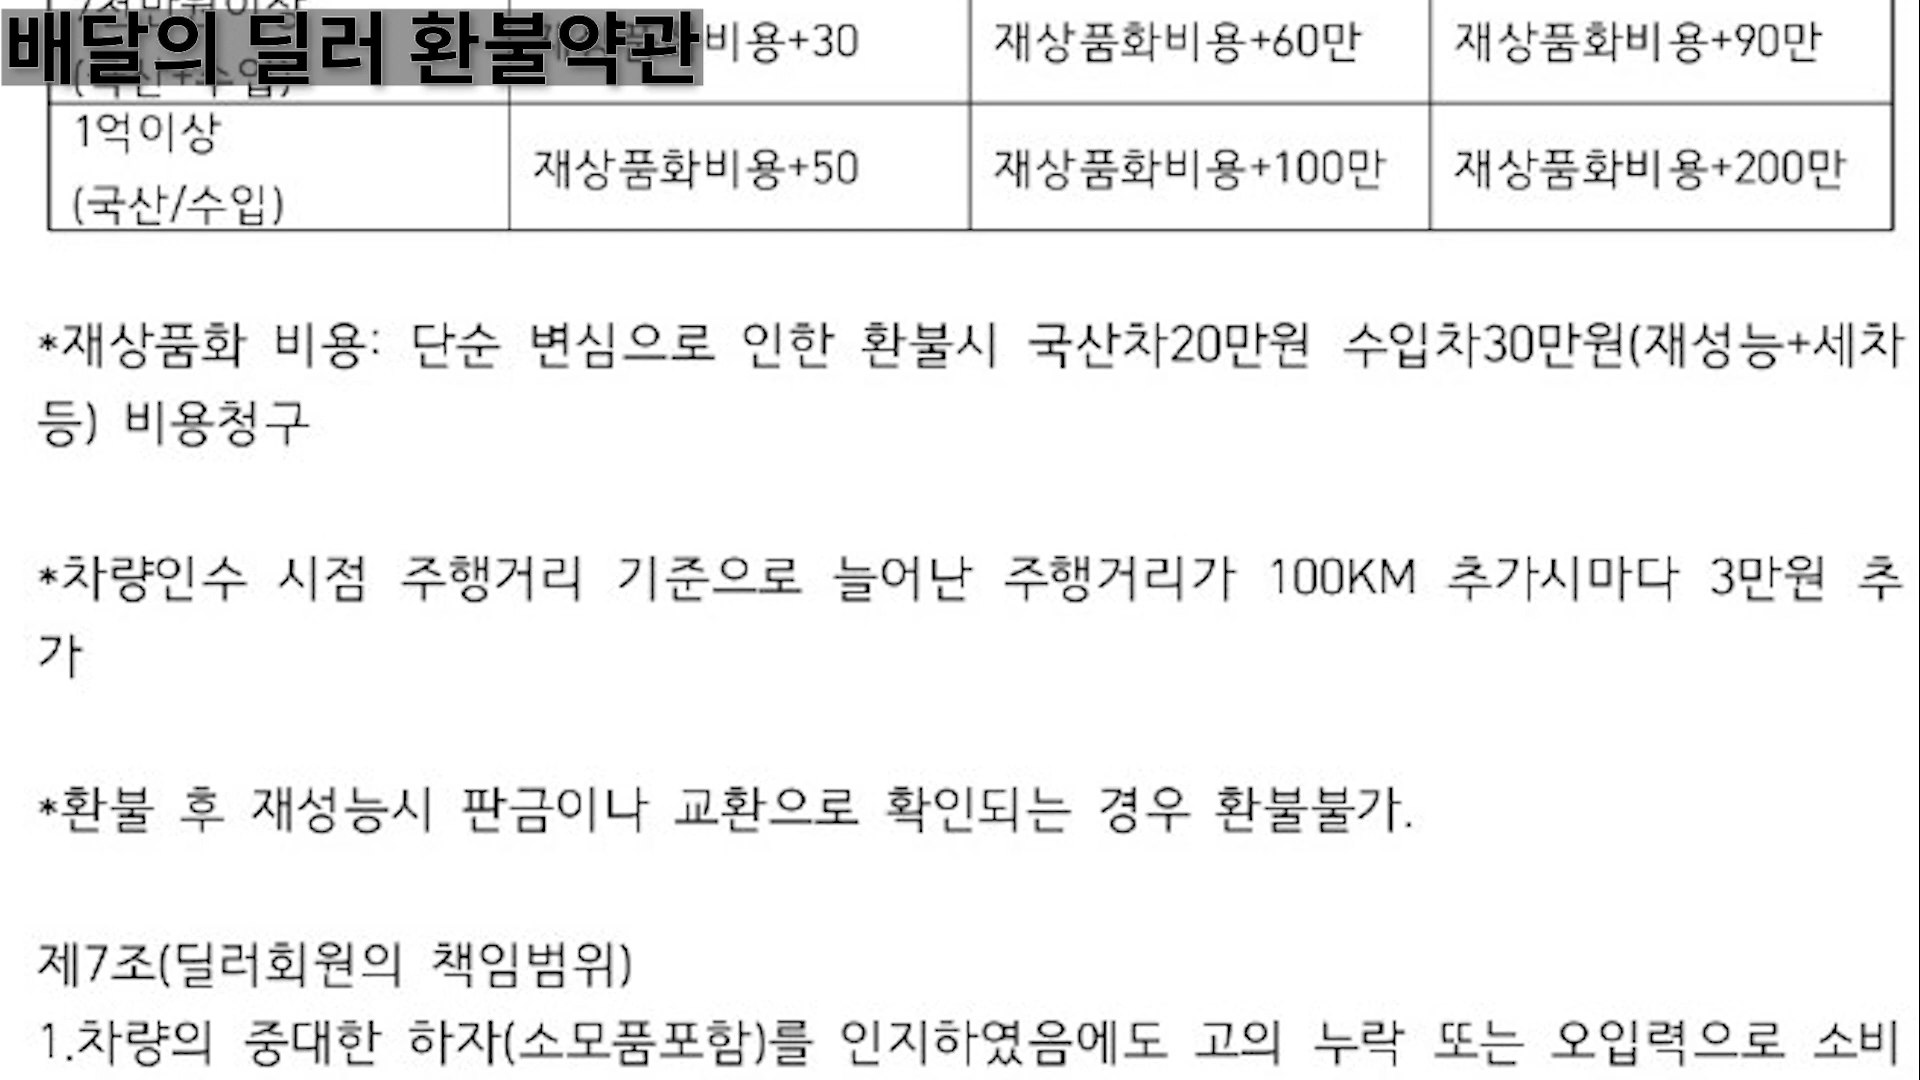 배달의 딜러 환불약관
비용+30 재상품화비용+60만 재상품화비용+90만
1억이상
(국산/수입)
재상품화비용+50 재상품화비용+100만 재상품화비용+200만
*재상품화 비용: 단순 변심으로 인한 환불시 국산차20만원 수입차30만원(재성능+세차
등) 비용청구
*차량인수 시점 주행거리 기준으로 늘어난 주행거리가 100KM 추가시마다 3만원 추
가
*환불 후 재성능시 판금이나 교환으로 확인되는 경우 환불불가.
제7조(딜러회원의 책임범위)
1.차량의 중대한 하자(소모품포함)를 인지하였음에도 고의 누락 또는 오입력으로 소비